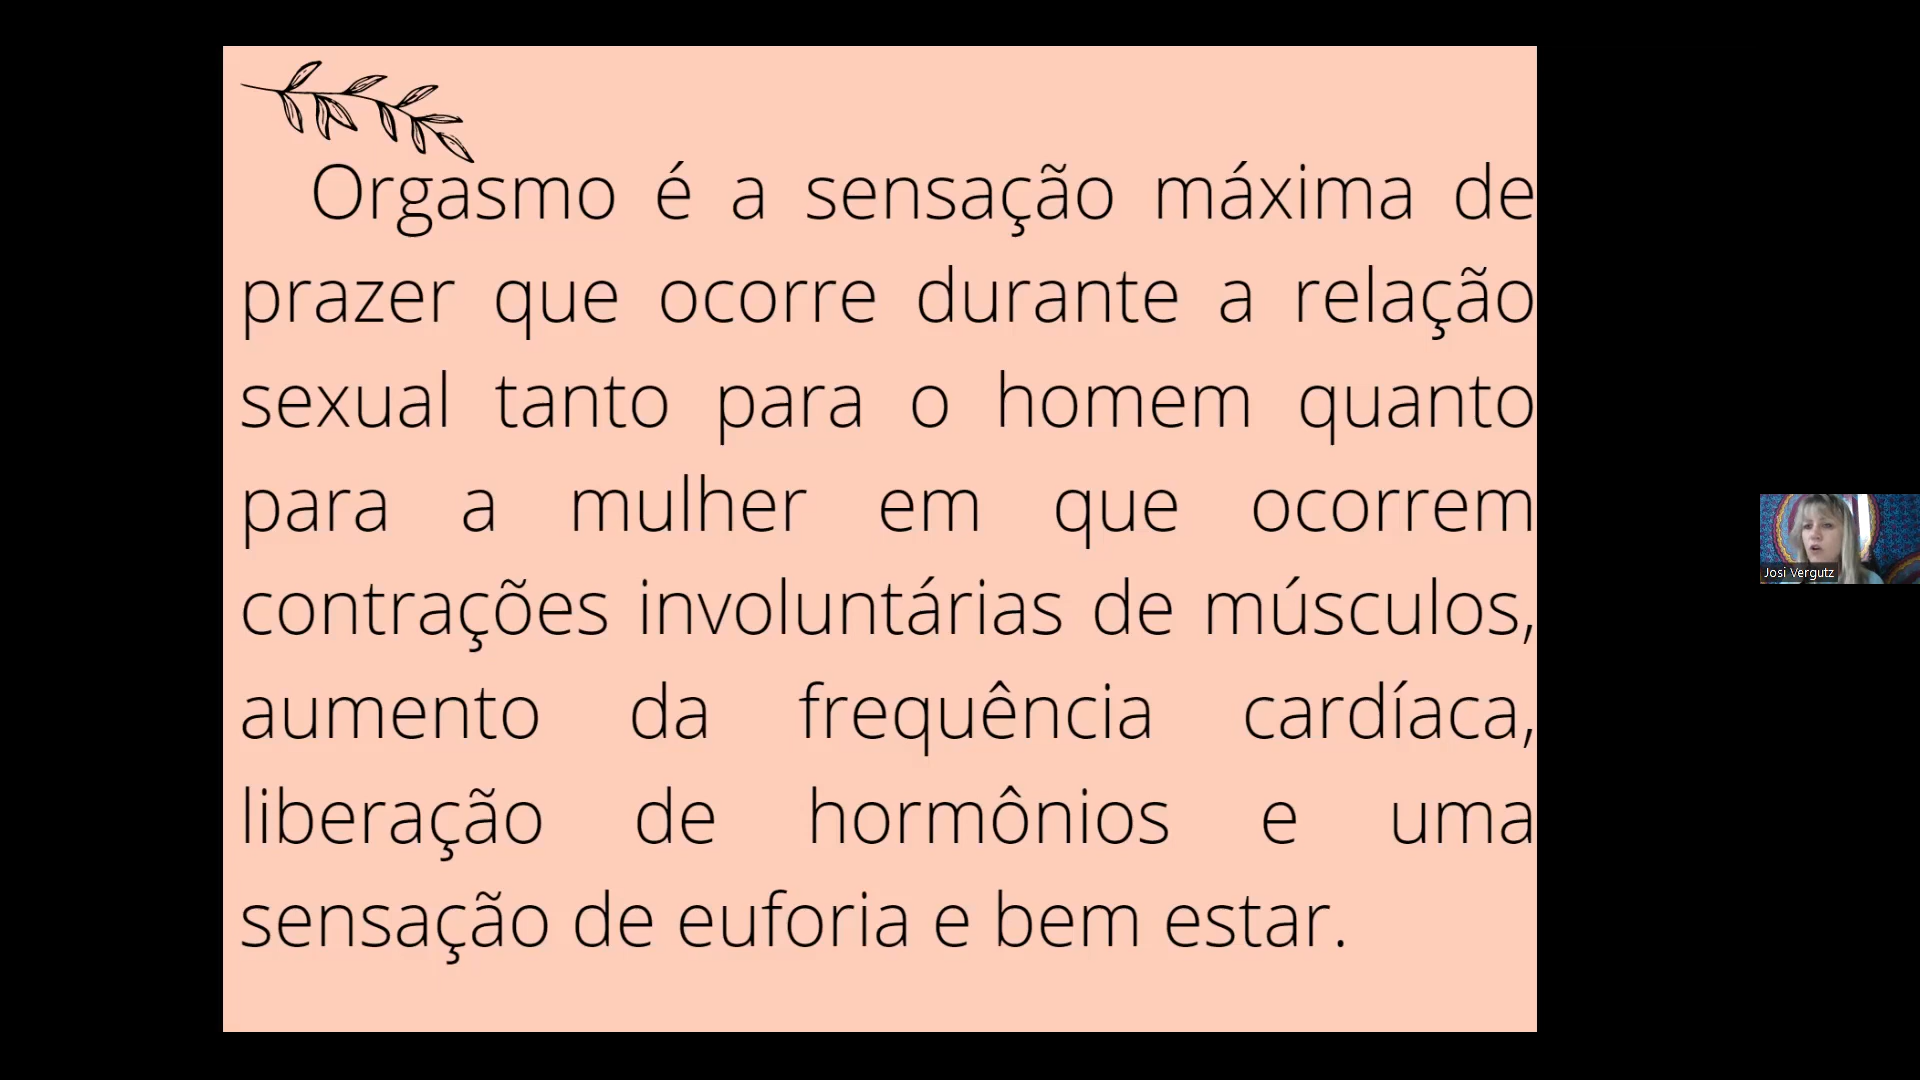 Orgasmo é a sensação máxima de
prazer que ocorre durante a relação
sexual tanto para o homem quanto
para a mulher em que ocorrem
contrações involuntárias de músculos,
aumento da frequência cardíaca,
liberação de hormônios e uma
sensação de euforia e bem estar.
Josi Vergutz